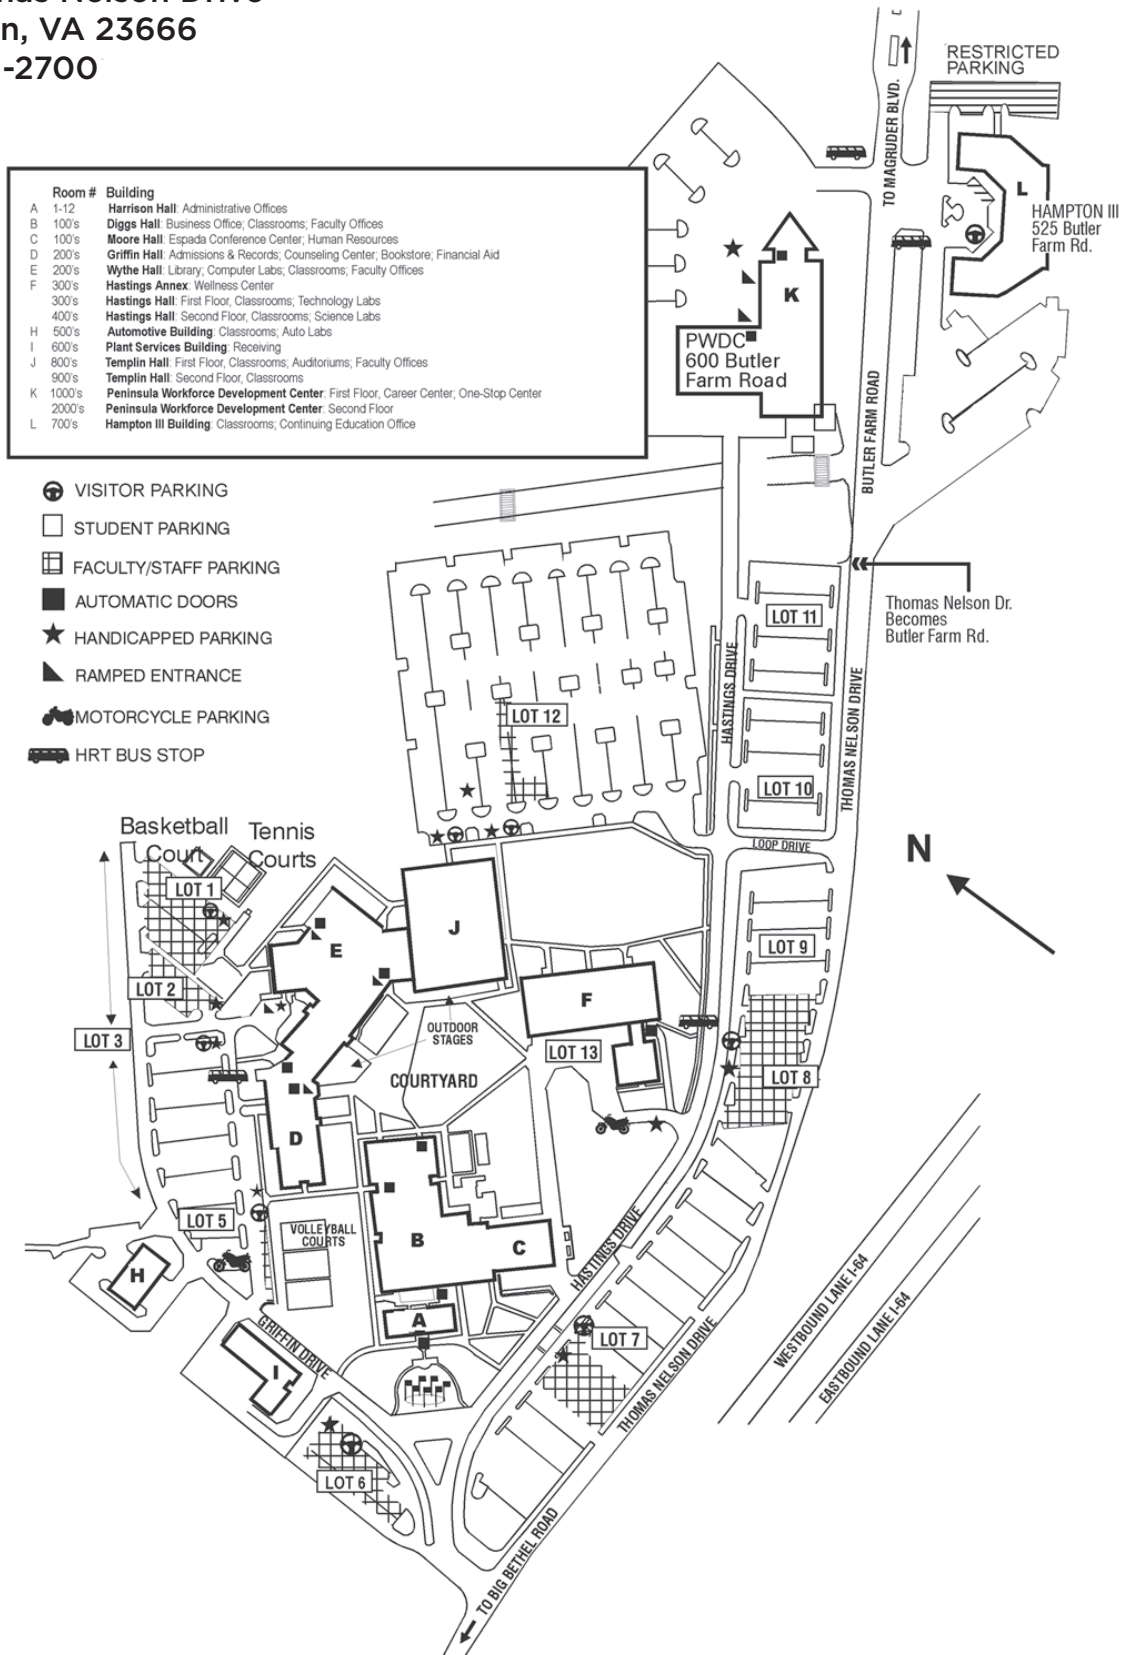 n, VA 23666
-2700
RESTRICTED
PARKING
TO MAGRUDER BLVD.
Room # Building
A 1-12 Harrison Hall: Administrative Offices
B 100's Diggs Hall: Business Office; Classrooms; Faculty Offices
C 100's Moore Hall: Espada Conference Center; Human Resources
D 200's Griffin Hall: Admissions & Records; Counseling Center; Bookstore; Financial Aid
E 200's Wythe Hall: Library; Computer Labs; Classrooms; Faculty Offices
F 300's Hastings Annex: Wellness Center
300's Hastings Hall: First Floor, Classrooms; Technology Labs
400's Hastings Hall: Second Floor, Classrooms; Science Labs
H 500's Automotive Building: Classrooms; Auto Labs
I 600's Plant Services Building: Receiving
J 800's Templin Hall: First Floor, Classrooms; Auditoriums; Faculty Offices
900's Templin Hall: Second Floor, Classrooms
K 1000's Peninsula Workforce Development Center: First Floor, Career Center; One-Stop Center
2000's Peninsula Workforce Development Center: Second Floor
L 700's Hampton III Building: Classrooms; Continuing Education Office
L
HAMPTON III
525 Butler
Farm Rd.
K
PWDC
600 Butler
Farm Road
BUTLER FARM ROAD
VISITOR PARKING
STUDENT PARKING
FACULTY/STAFF PARKING
AUTOMATIC DOORS
HANDICAPPED PARKING
RAMPED ENTRANCE
MOTORCYCLE PARKING
HRT BUS STOP
Thomas Nelson Dr.
Becomes
Butler Farm Rd.
LOT 11
HASTINGS DRIVE
THOMAS NELSON DRIVE
LOT 12
LOT 10
LOOP DRIVE
N
Basketball
Court
Tennis
Courts
LOT 1
LOT 2
LOT 3
E
J
LOT 9
F
OUTDOOR
STAGES
LOT 13
COURTYARD
LOT 8
D
LOT 5
VOLLEYBALL
COURTS
B
C
H
HASTINGS DRIVE
A
LOT 7
GRIFFIN DRIVE
I
THOMAS NELSON DRIVE
WESTBOUND LANE I-64
EASTBOUND LANE I-64
LOT 6
TO BIG BETHEL ROAD